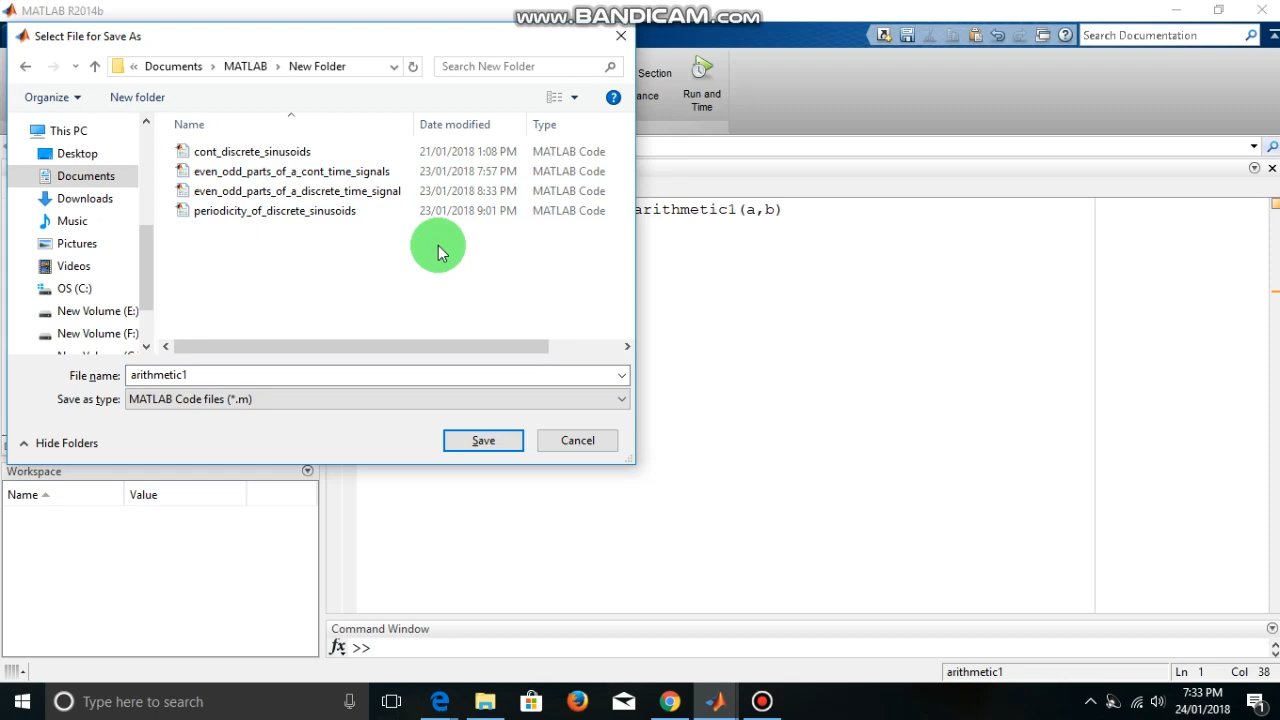 MATLAB R2014b
www.BANDICAM.com
Select File for Save As
Search Documentation
« Documents › MATLAB › New Folder
Search New Folder
Section
ance
Run and
Time
Organize
New folder
Name
Date modified
Type
This PC
Desktop
Documents
Downloads
Music
Pictures
Videos
OS (C:)
New Volume (E:)
New Volume (F:)
cont_discrete_sinusoids 21/01/2018 1:08 PM MATLAB Code
even_odd_parts_of_a_cont_time_signals 23/01/2018 7:57 PM MATLAB Code
even_odd_parts_of_a_discrete_time_signal 23/01/2018 8:33 PM MATLAB Code
periodicity_of_discrete_sinusoids 23/01/2018 9:01 PM MATLAB Code
arithmetic1(a,b)
File name: arithmetic1
Save as type: MATLAB Code files (*.m)
Hide Folders
Save
Cancel
Workspace
Name
Value
Command Window
fx >>
arithmetic1
Ln 1 Col 38
Type here to search
7:33 PM
24/01/2018
1